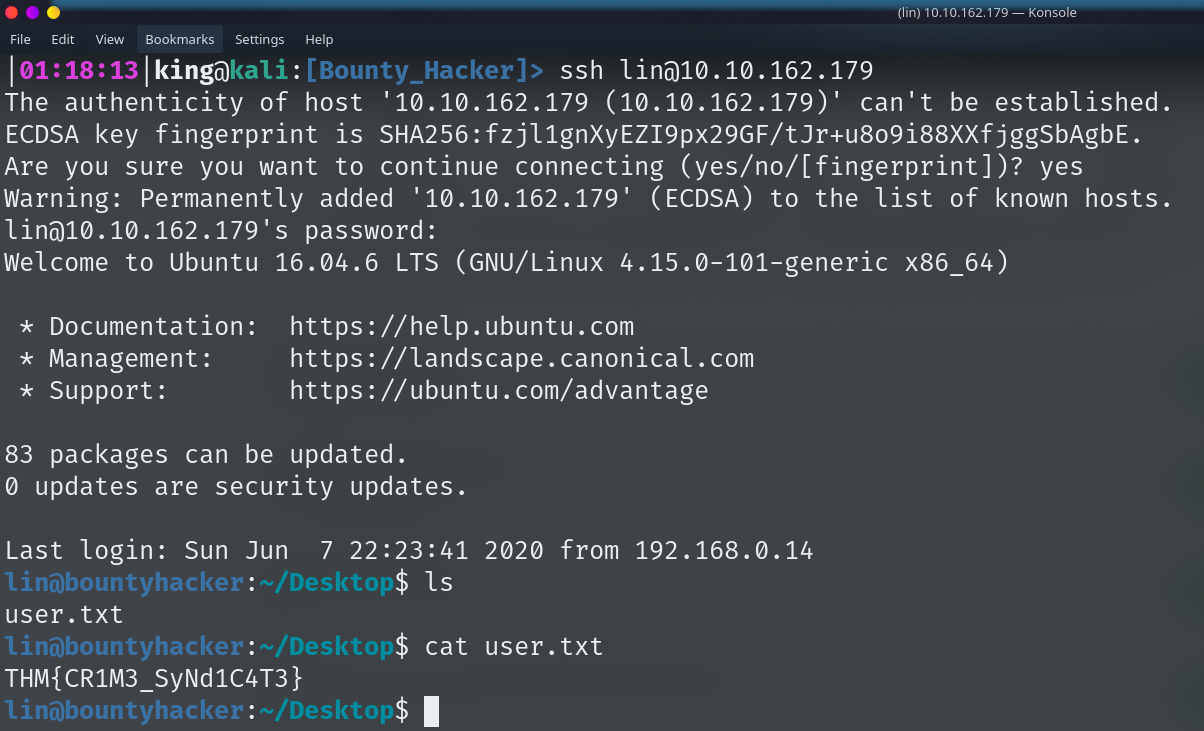 (lin) 10.10.162.179 — Konsole
File Edit View Bookmarks Settings Help
|01:18:13|king@kali:[Bounty_Hacker]> ssh lin@10.10.162.179
The authenticity of host '10.10.162.179 (10.10.162.179)' can't be established.
ECDSA key fingerprint is SHA256:fzjl1gnXyEZI9px29GF/tJr+u8o9i88XXfjggSbAgbE.
Are you sure you want to continue connecting (yes/no/[fingerprint])? yes
Warning: Permanently added '10.10.162.179' (ECDSA) to the list of known hosts.
lin@10.10.162.179's password:
Welcome to Ubuntu 16.04.6 LTS (GNU/Linux 4.15.0-101-generic x86_64)

 * Documentation:  https://help.ubuntu.com
 * Management:     https://landscape.canonical.com
 * Support:        https://ubuntu.com/advantage

83 packages can be updated.
0 updates are security updates.

Last login: Sun Jun  7 22:23:41 2020 from 192.168.0.14
lin@bountyhacker:~/Desktop$ ls
user.txt
lin@bountyhacker:~/Desktop$ cat user.txt
THM{CR1M3_SyNd1C4T3}
lin@bountyhacker:~/Desktop$